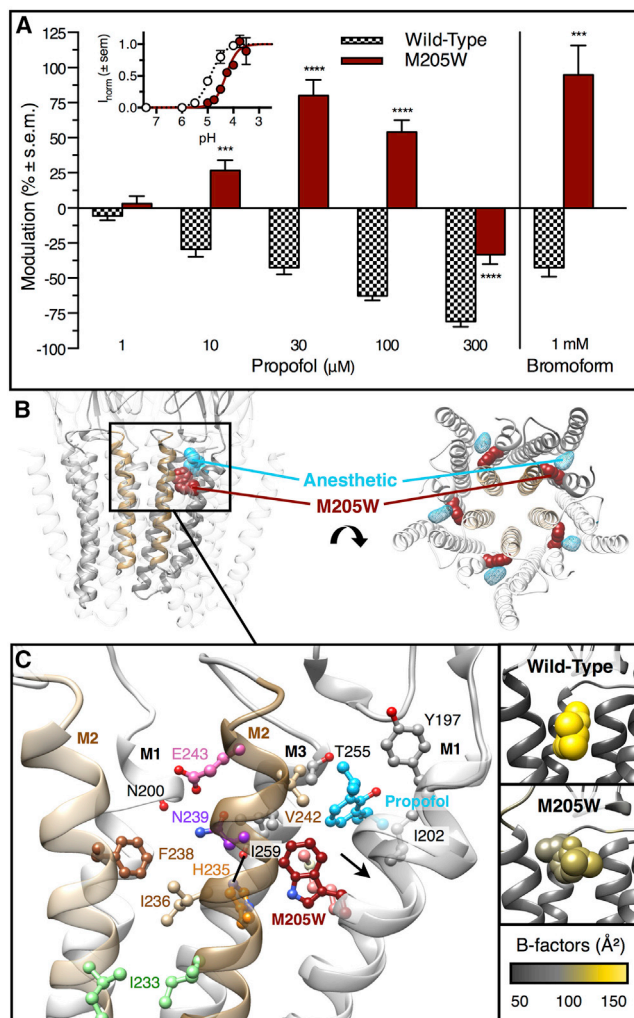 A
Modulation (% ± s.e.m.)
125
100
75
50
25
0
-25
-50
-75
-100
Wild-Type
M205W
I norm (± sem)
1.0
0.5
0.0
7 6 5 4 3
pH
*** **** **** **** ***
1 10 30 100 300 1 mM
Propofol (μM) Bromoform
B
Anesthetic
M205W
C
M2
M1
E243
M2
M3
T255
Y197
M1
N200
N239
V242
Propofol
F238
I259
I202
H235
I236
M205W
I233
Wild-Type
M205W
B-factors (Å²)
50 100 150